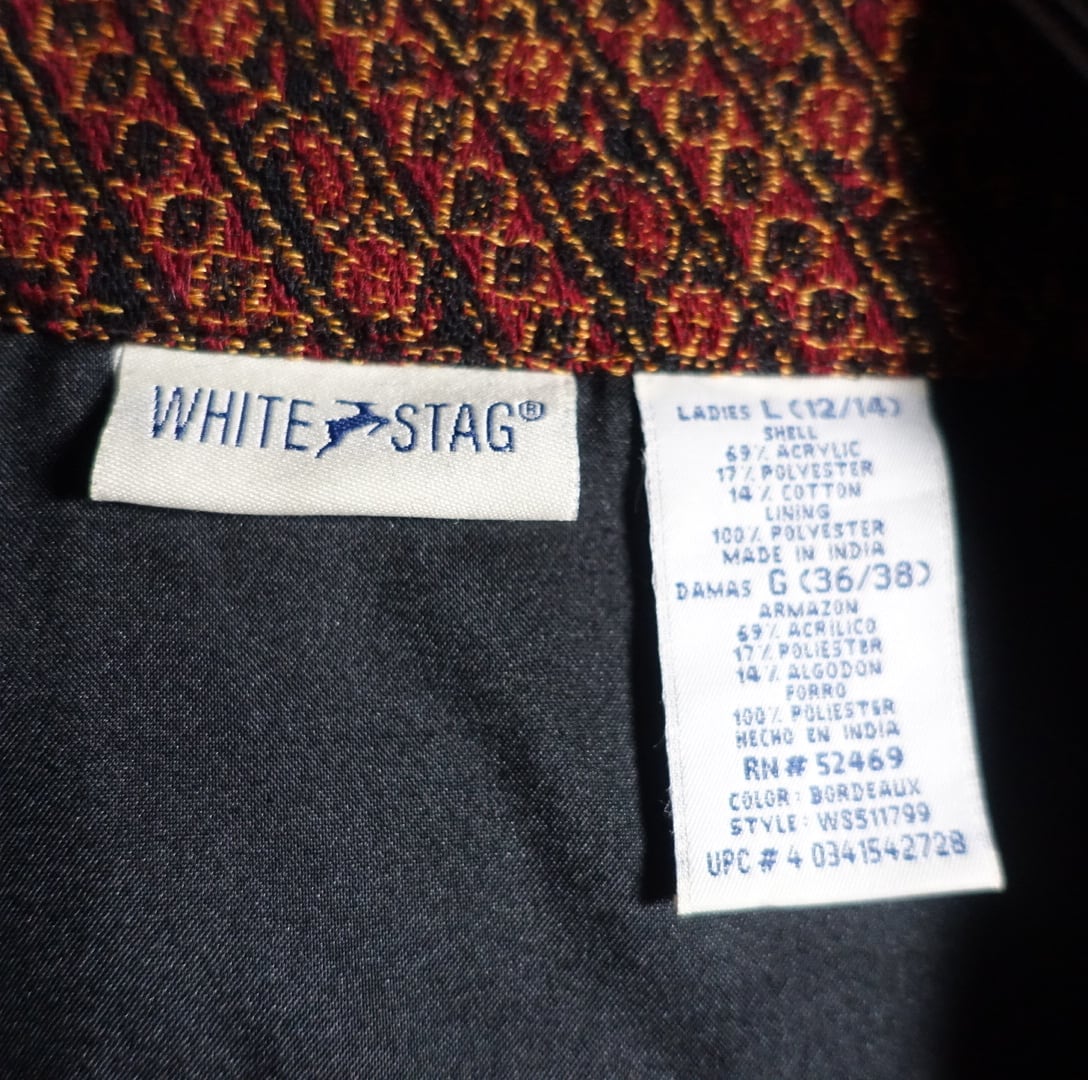 WHITE STAG®
LADIES L (12/14)
SHELL
69% ACRYLIC
17% POLYESTER
14% COTTON
LINING
100% POLYESTER
MADE IN INDIA
DAMAS G (36/38)
ARMAZON
69% ACRILICO
17% POLIESTER
14% ALGODON
FORRO
100% POLIESTER
HECHO EN INDIA
RN # 52469
COLOR: BORDEAUX
STYLE: WS511799
UPC # 4 0341542728